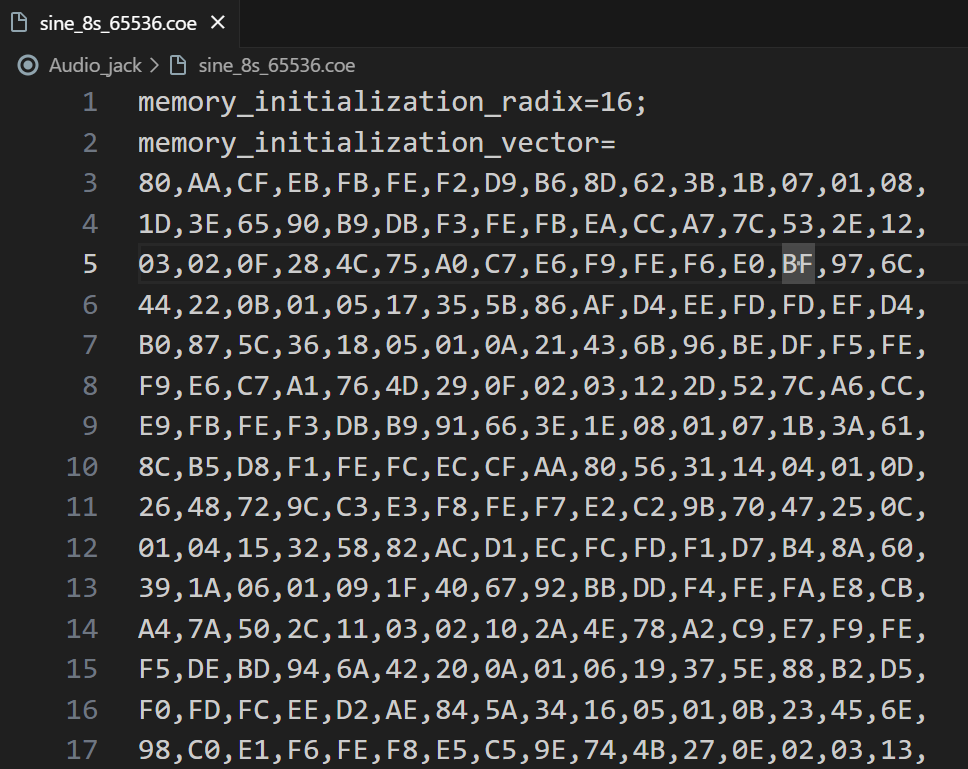 sine_8s_65536.coe
Audio_jack > sine_8s_65536.coe
1 memory_initialization_radix=16;
2 memory_initialization_vector=
3 80,AA,CF,EB,FB,FE,F2,D9,B6,8D,62,3B,1B,07,01,08,
4 1D,3E,65,90,B9,DB,F3,FE,FB,EA,CC,A7,7C,53,2E,12,
5 03,02,0F,28,4C,75,A0,C7,E6,F9,FE,F6,E0,BF,97,6C,
6 44,22,0B,01,05,17,35,5B,86,AF,D4,EE,FD,FD,EF,D4,
7 B0,87,5C,36,18,05,01,0A,21,43,6B,96,BE,DF,F5,FE,
8 F9,E6,C7,A1,76,4D,29,0F,02,03,12,2D,52,7C,A6,CC,
9 E9,FB,FE,F3,DB,B9,91,66,3E,1E,08,01,07,1B,3A,61,
10 8C,B5,D8,F1,FE,FC,EC,CF,AA,80,56,31,14,04,01,0D,
11 26,48,72,9C,C3,E3,F8,FE,F7,E2,C2,9B,70,47,25,0C,
12 01,04,15,32,58,82,AC,D1,EC,FC,FD,F1,D7,B4,8A,60,
13 39,1A,06,01,09,1F,40,67,92,BB,DD,F4,FE,FA,E8,CB,
14 A4,7A,50,2C,11,03,02,10,2A,4E,78,A2,C9,E7,F9,FE,
15 F5,DE,BD,94,6A,42,20,0A,01,06,19,37,5E,88,B2,D5,
16 F0,FD,FC,EE,D2,AE,84,5A,34,16,05,01,0B,23,45,6E,
17 98,C0,E1,F6,FE,F8,E5,C5,9E,74,4B,27,0E,02,03,13,